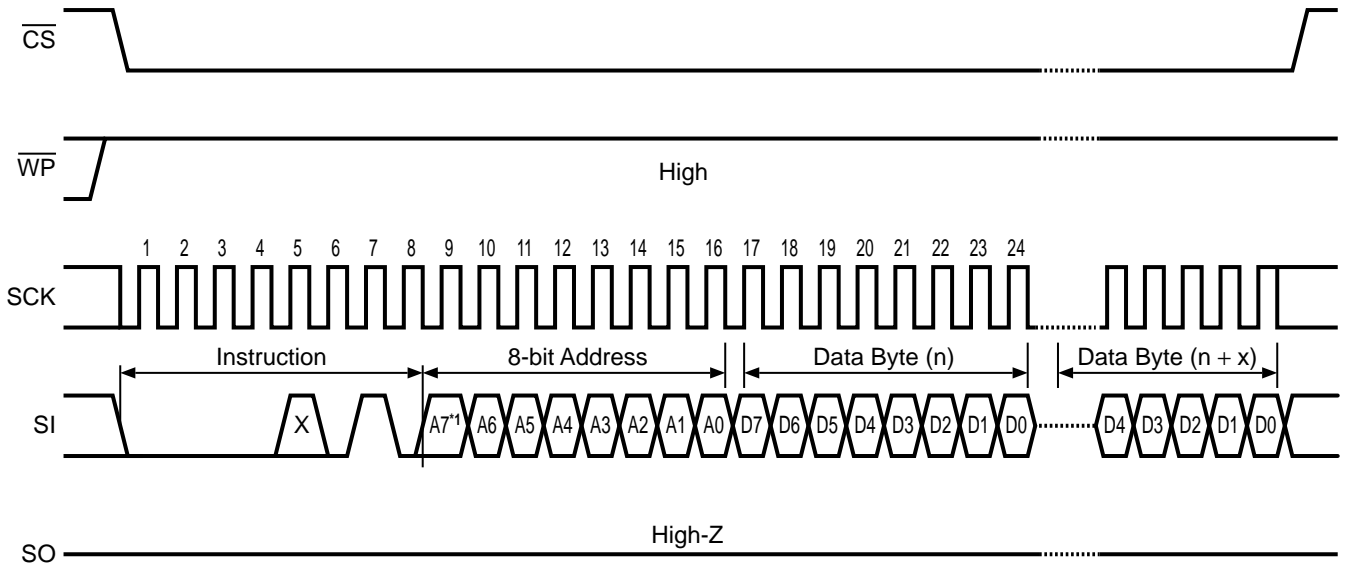 CS
WP
High
1 2 3 4 5 6 7 8 9 10 11 12 13 14 15 16 17 18 19 20 21 22 23 24
SCK
Instruction 8-bit Address Data Byte (n) Data Byte (n + x)
SI X A7*1 A6 A5 A4 A3 A2 A1 A0 D7 D6 D5 D4 D3 D2 D1 D0 D4 D3 D2 D1 D0
High-Z
SO